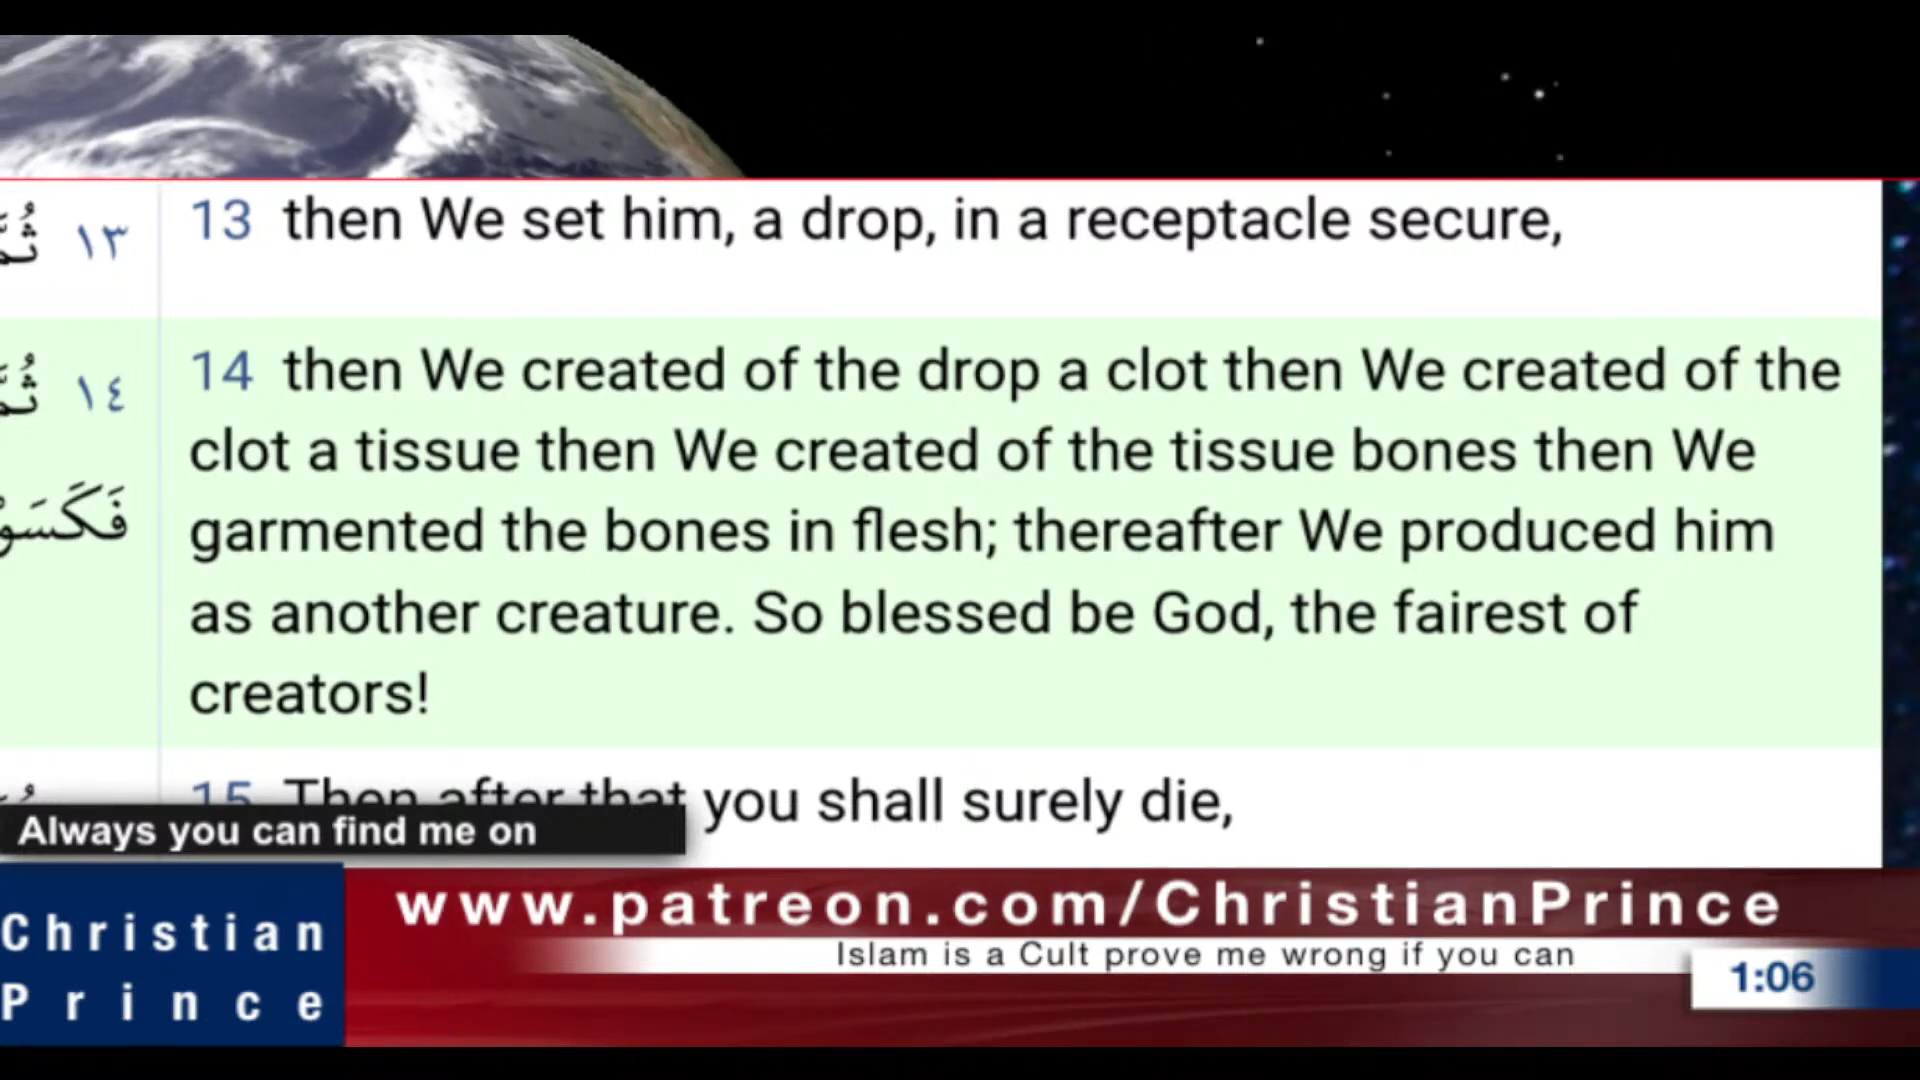 ١٣ 13 then We set him, a drop, in a receptacle secure,
١٤ 14 then We created of the drop a clot then We created of the
clot a tissue then We created of the tissue bones then We
garmented the bones in flesh; thereafter We produced him
as another creature. So blessed be God, the fairest of
creators!
15 Then after that you shall surely die,
Always you can find me on
Christian
Prince
www.patreon.com/ChristianPrince
Islam is a Cult prove me wrong if you can
1:06